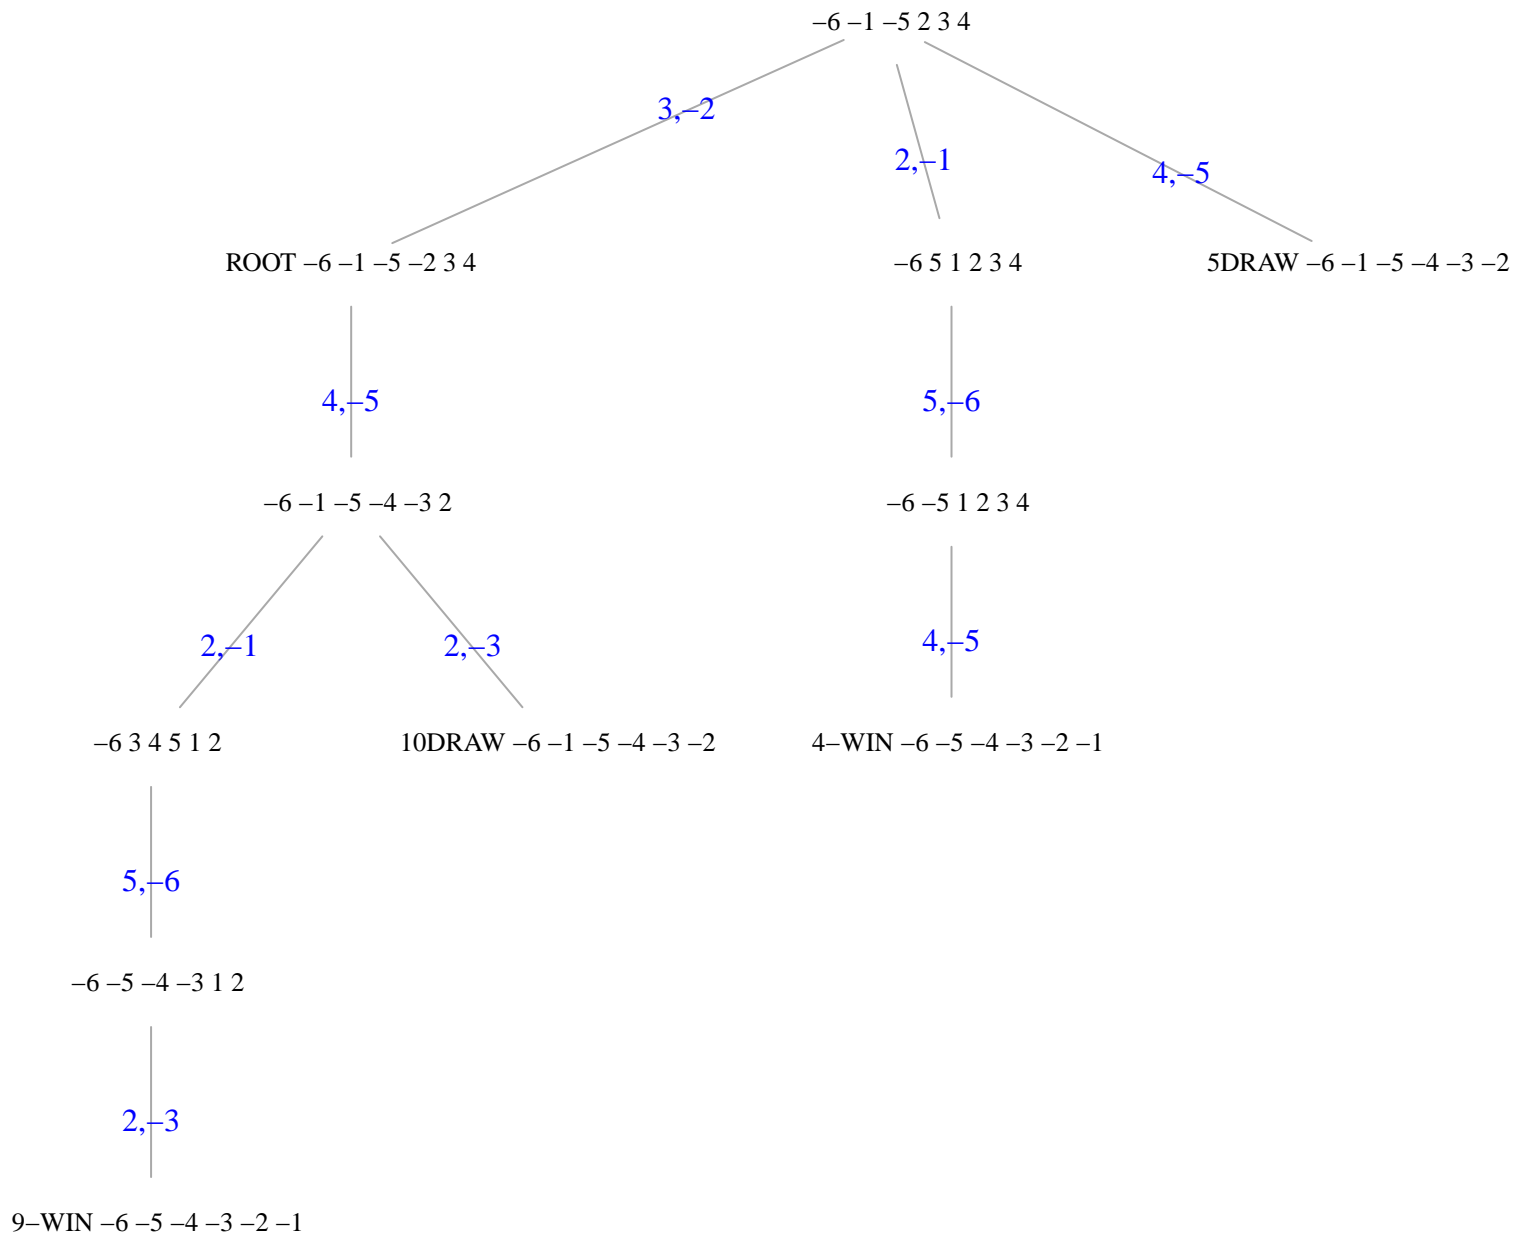 –6 –1 –5 2 3 4
3,–2
2,–1
4,–5
ROOT –6 –1 –5 –2 3 4
–6 5 1 2 3 4
5DRAW –6 –1 –5 –4 –3 –2
4,–5
5,–6
–6 –1 –5 –4 –3 2
–6 –5 1 2 3 4
2,–1
2,–3
4,–5
–6 3 4 5 1 2
10DRAW –6 –1 –5 –4 –3 –2
4–WIN –6 –5 –4 –3 –2 –1
5,–6
–6 –5 –4 –3 1 2
2,–3
9–WIN –6 –5 –4 –3 –2 –1